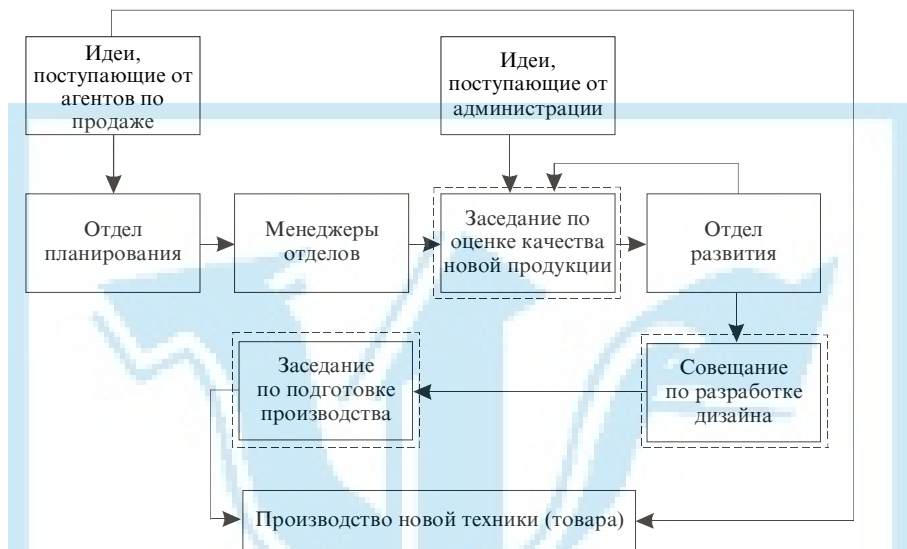 Идеи,
поступающие от
агентов по
продаже
Идеи,
поступающие от
администрации
Отдел
планирования
Менеджеры
отделов
Заседание по
оценке качества
новой продукции
Отдел
развития
Заседание
по подготовке
производства
Совещание
по разработке
дизайна
Производство новой техники (товара)